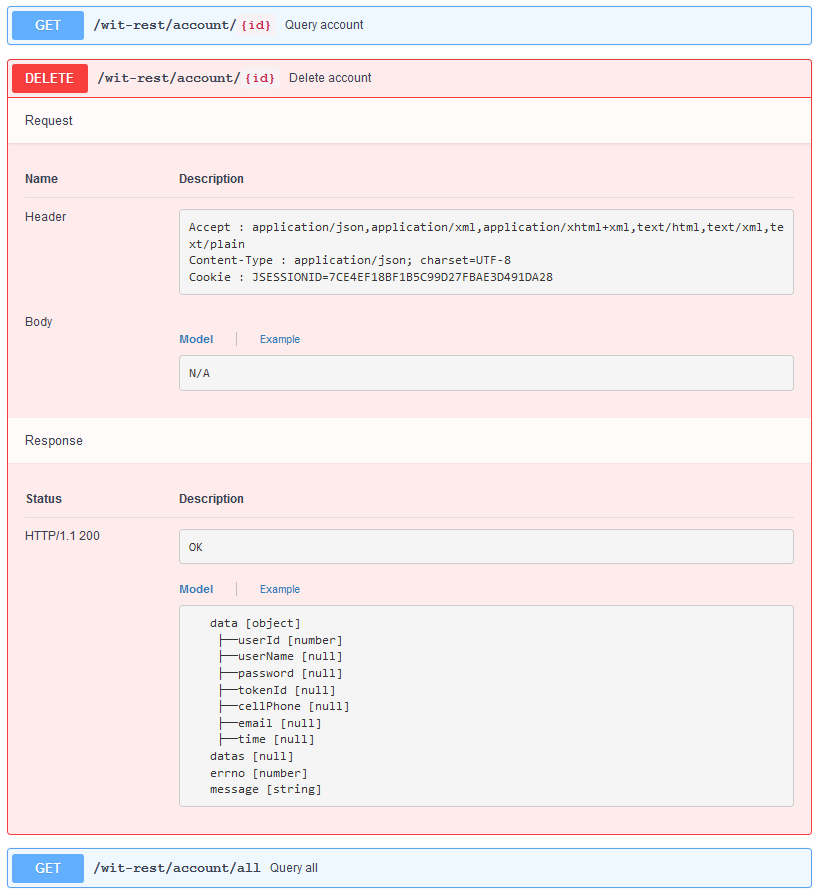 GET /wit-rest/account/{id} Query account
DELETE /wit-rest/account/{id} Delete account
Request
Name Description
Header
Accept : application/json,application/xml,application/xhtml+xml,text/html,text/xml,te
xt/plain
Content-Type : application/json; charset=UTF-8
Cookie : JSESSIONID=7CE4EF18BF1B5C99D27FBAE3D491DA28
Body
Model Example
N/A
Response
Status Description
HTTP/1.1 200
OK
Model Example
data [object]
├──userId [number]
├──userName [null]
├──password [null]
├──tokenId [null]
├──cellPhone [null]
├──email [null]
├──time [null]
datas [null]
errno [number]
message [string]
GET /wit-rest/account/all Query all